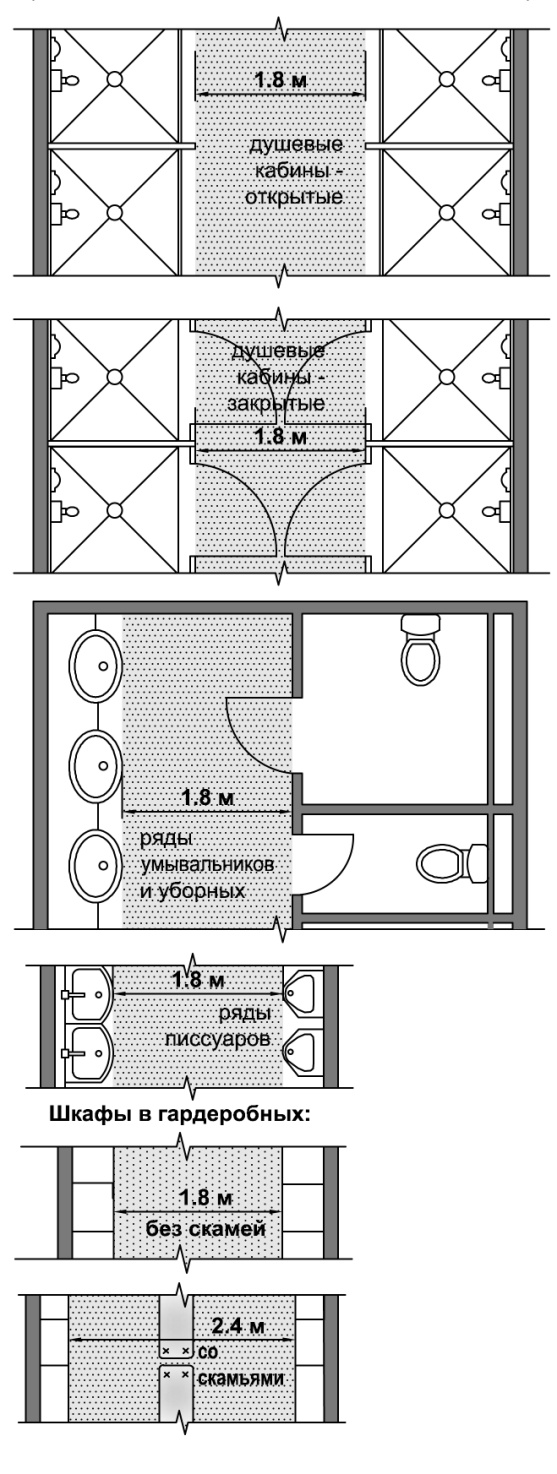 1.8 м
душевые
кабины -
открытые
душевые
кабины -
закрытые
1.8 м
1.8 м
ряды
умывальников
и уборных
1.8 м
ряды
писсуаров
Шкафы в гардеробных:
1.8 м
без скамей
2.4 м
со
скамьями